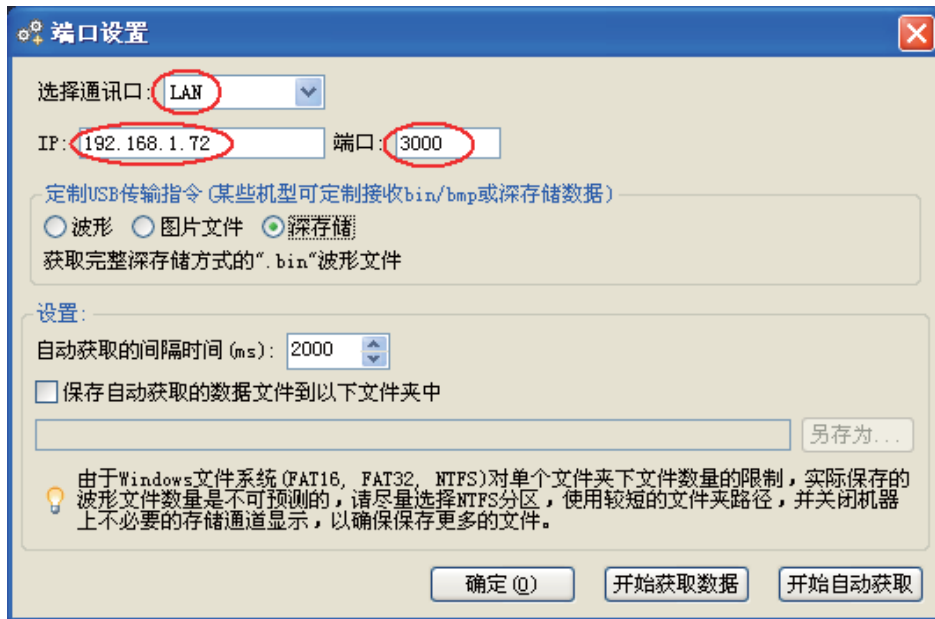 端口设置
选择通讯口: LAN
IP: 192.168.1.72 端口: 3000
定制USB传输指令(某些机型可定制接收bin/bmp或深存储数据)
波形 图片文件 深存储
获取完整深存储方式的".bin"波形文件
设置:
自动获取的间隔时间(ms): 2000
保存自动获取的数据文件到以下文件夹中
另存为...
由于Windows文件系统(FAT16, FAT32, NTFS)对单个文件夹下文件数量的限制，实际保存的
波形文件数量是不可预测的，请尽量选择NTFS分区，使用较短的文件夹路径，并关闭机器
上不必要的存储通道显示，以确保保存更多的文件。
确定(O) 开始获取数据 开始自动获取